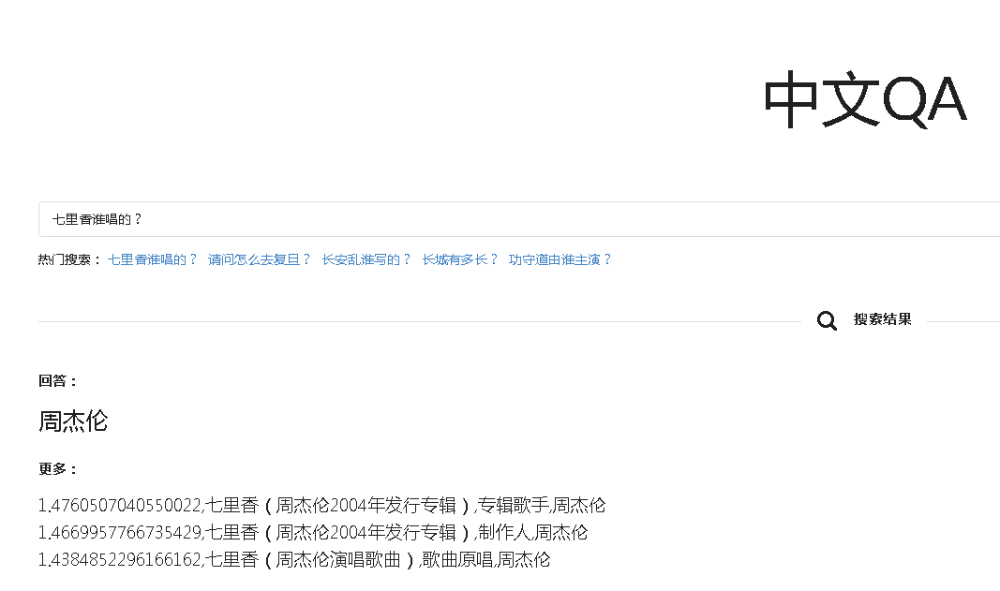 中文QA
七里香谁唱的？
热门搜索： 七里香谁唱的？ 请问怎么去复旦？ 长安乱谁写的？ 长城有多长？ 功守道由谁主演？
搜索结果
回答：
周杰伦
更多：
1.4760507040550022,七里香（周杰伦2004年发行专辑）,专辑歌手,周杰伦
1.4669957766735429,七里香（周杰伦2004年发行专辑）,制作人,周杰伦
1.4384852296166162,七里香（周杰伦演唱歌曲）,歌曲原唱,周杰伦